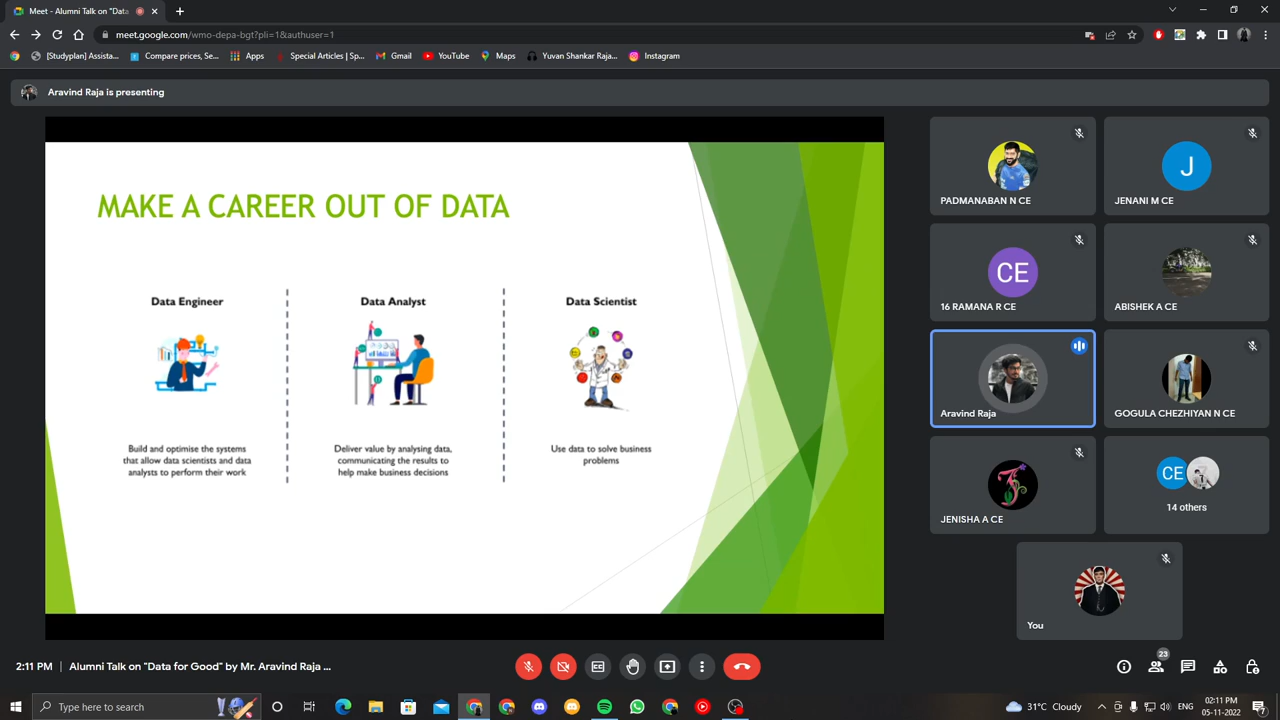 Meet - Alumni Talk on "Data
meet.google.com/wmo-depa-bgt?pli=1&authuser=1
[Studyplan] Assista...
Compare prices, Se...
Apps
Special Articles | Sp...
Gmail
YouTube
Maps
Yuvan Shankar Raja...
Instagram
Aravind Raja is presenting
MAKE A CAREER OUT OF DATA
Data Engineer
Build and optimise the systems
that allow data scientists and data
analysts to perform their work
Data Analyst
Deliver value by analysing data,
communicating the results to
help make business decisions
Data Scientist
Use data to solve business
problems
PADMANABAN N CE
J
JENANI M CE
CE
16 RAMANA R CE
ABISHEK A CE
Aravind Raja
GOGULA CHEZHIYAN N CE
JENISHA A CE
CE
14 others
You
2:11 PM | Alumni Talk on "Data for Good" by Mr. Aravind Raja ...
23
Type here to search
31°C Cloudy
ENG
02:11 PM
05-11-2022